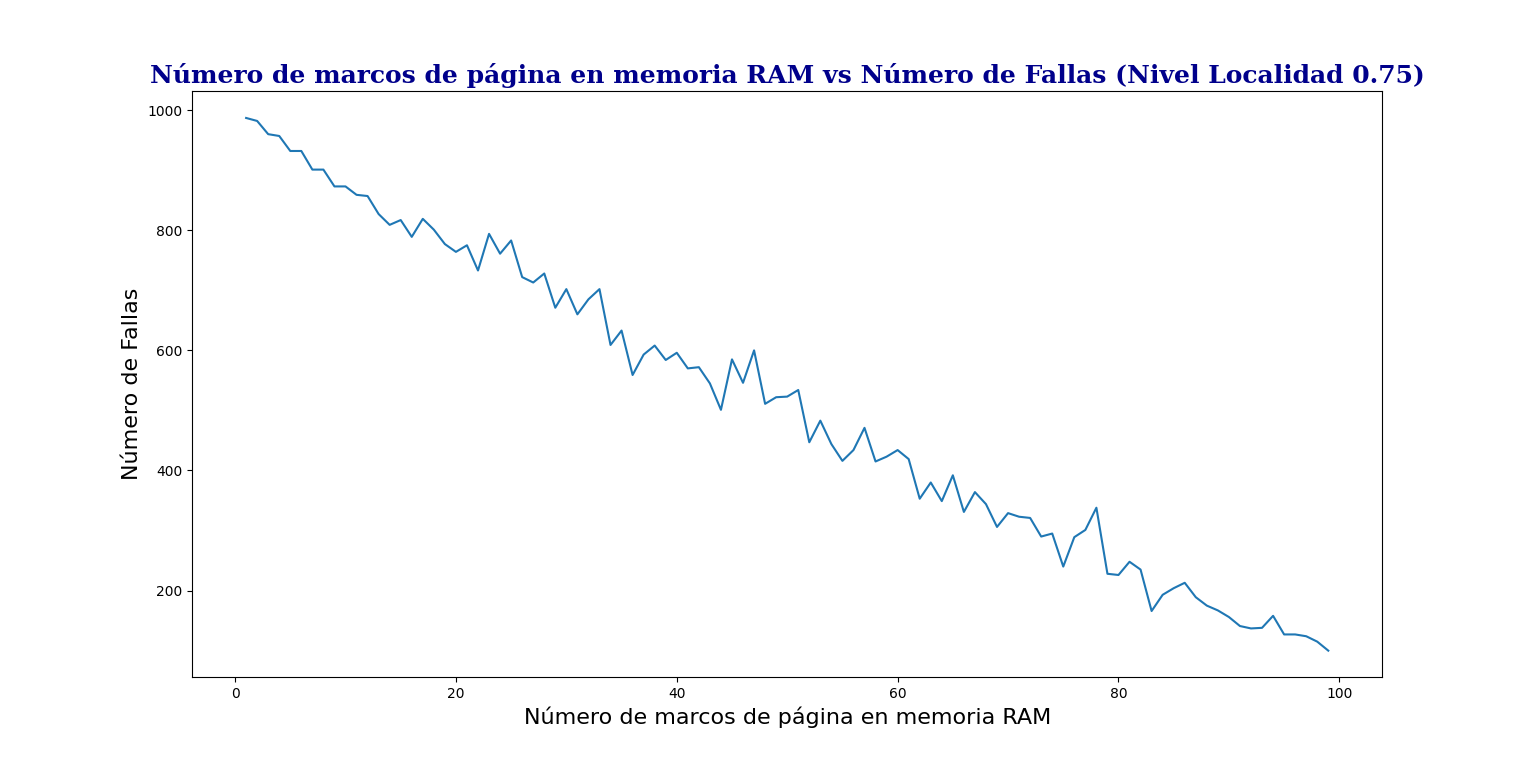 Número de marcos de página en memoria RAM vs Número de Fallas (Nivel Localidad 0.75)
1000
800
600
400
200
Número de Fallas
0 20 40 60 80 100
Número de marcos de página en memoria RAM